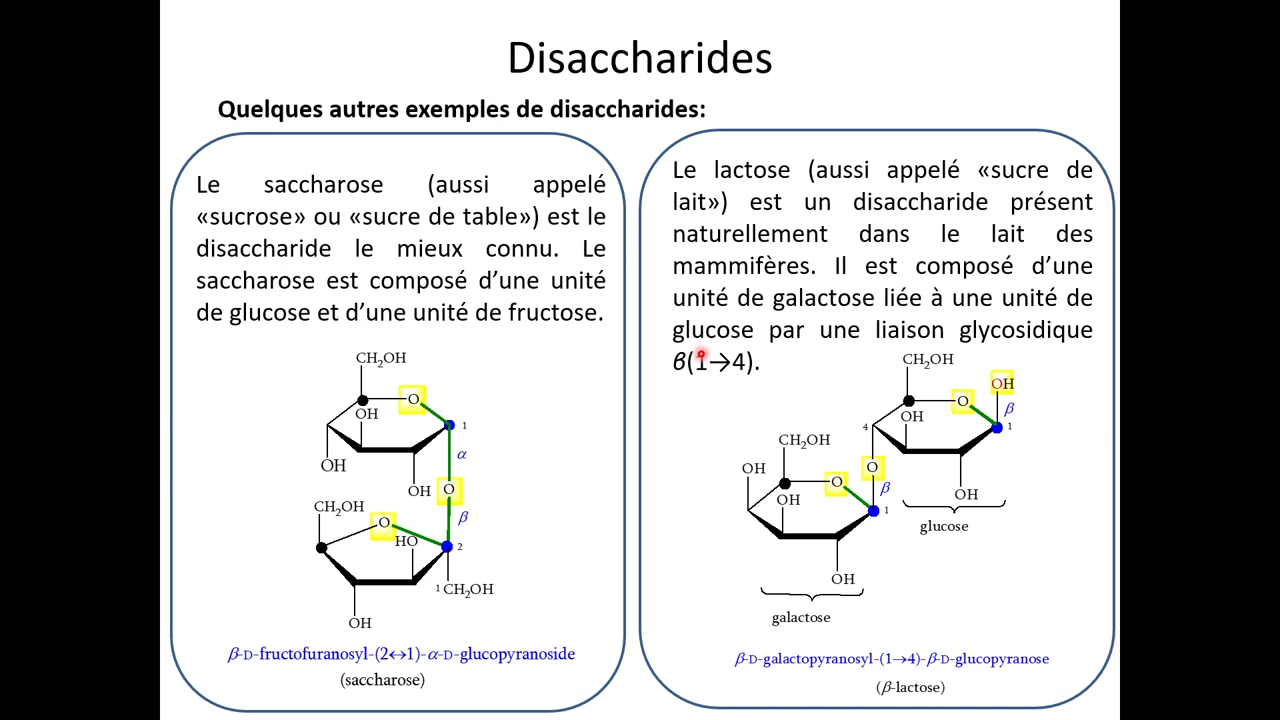 Disaccharides
Quelques autres exemples de disaccharides:
Le saccharose (aussi appelé
«sucrose» ou «sucre de table») est le
disaccharide le mieux connu. Le
saccharose est composé d’une unité
de glucose et d’une unité de fructose.
CH₂OH
O
OH
1
α
OH
OH
O
CH₂OH
β
O
HO
2
1 CH₂OH
OH
β-D-fructofuranosyl-(2↔1)-α-D-glucopyranoside
(saccharose)
Le lactose (aussi appelé «sucre de
lait») est un disaccharide présent
naturellement dans le lait des
mammifères. Il est composé d’une
unité de galactose liée à une unité de
glucose par une liaison glycosidique
β(1→4).
CH₂OH
OH
O
β
OH
4
1
CH₂OH
O
OH
OH
O
β
OH
1
glucose
OH
galactose
β-D-galactopyranosyl-(1→4)-β-D-glucopyranose
(β-lactose)